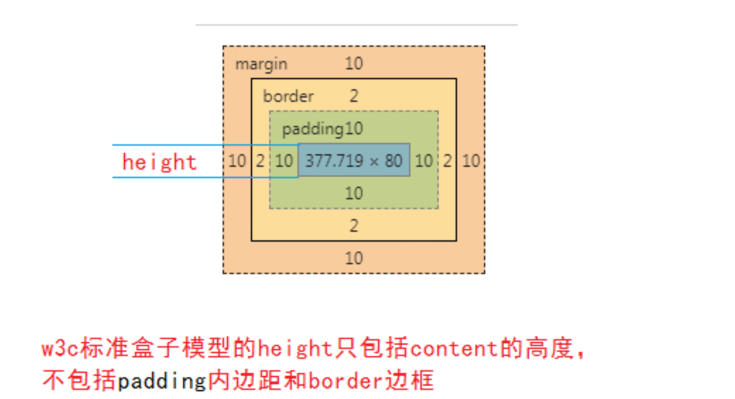 margin 10
border 2
padding10
height 10 2 10 377.719 × 80 10 2 10
10
2
10
w3c标准盒子模型的height只包括content的高度，
不包括padding内边距和border边框